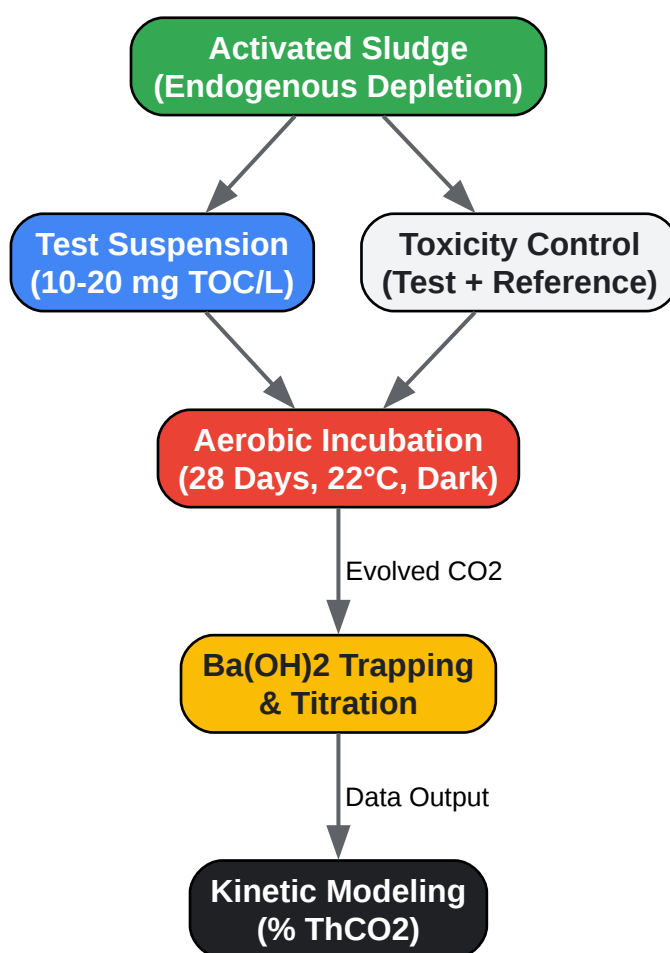 Activated Sludge
(Endogenous Depletion)
Test Suspension
(10-20 mg TOC/L)
Toxicity Control
(Test + Reference)
Aerobic Incubation
(28 Days, 22°C, Dark)
Evolved CO2
Ba(OH)2 Trapping
& Titration
Data Output
Kinetic Modeling
(% ThCO2)